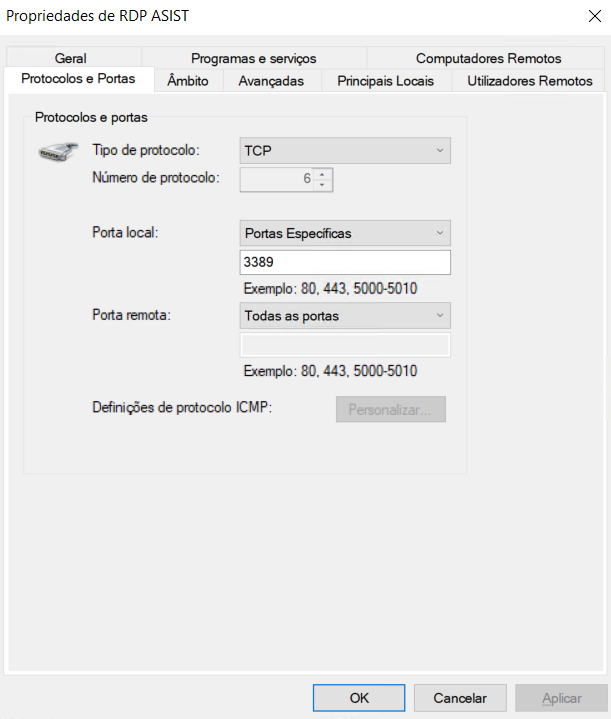 Propriedades de RDP ASIST
Geral Programas e serviços Computadores Remotos
Protocolos e Portas Âmbito Avançadas Principais Locais Utilizadores Remotos
Protocolos e portas
Tipo de protocolo: TCP
Número de protocolo: 6
Porta local: Portas Específicas
3389
Exemplo: 80, 443, 5000-5010
Porta remota: Todas as portas
Exemplo: 80, 443, 5000-5010
Definições de protocolo ICMP: Personalizar...
OK Cancelar Aplicar